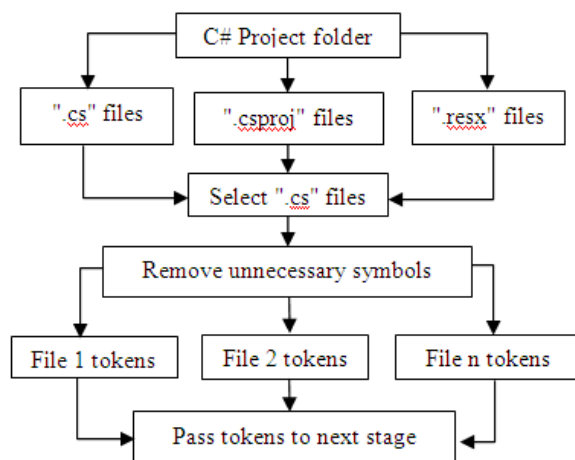 C# Project folder
".cs" files
".csproj" files
".resx" files
Select ".cs" files
Remove unnecessary symbols
File 1 tokens
File 2 tokens
File n tokens
Pass tokens to next stage